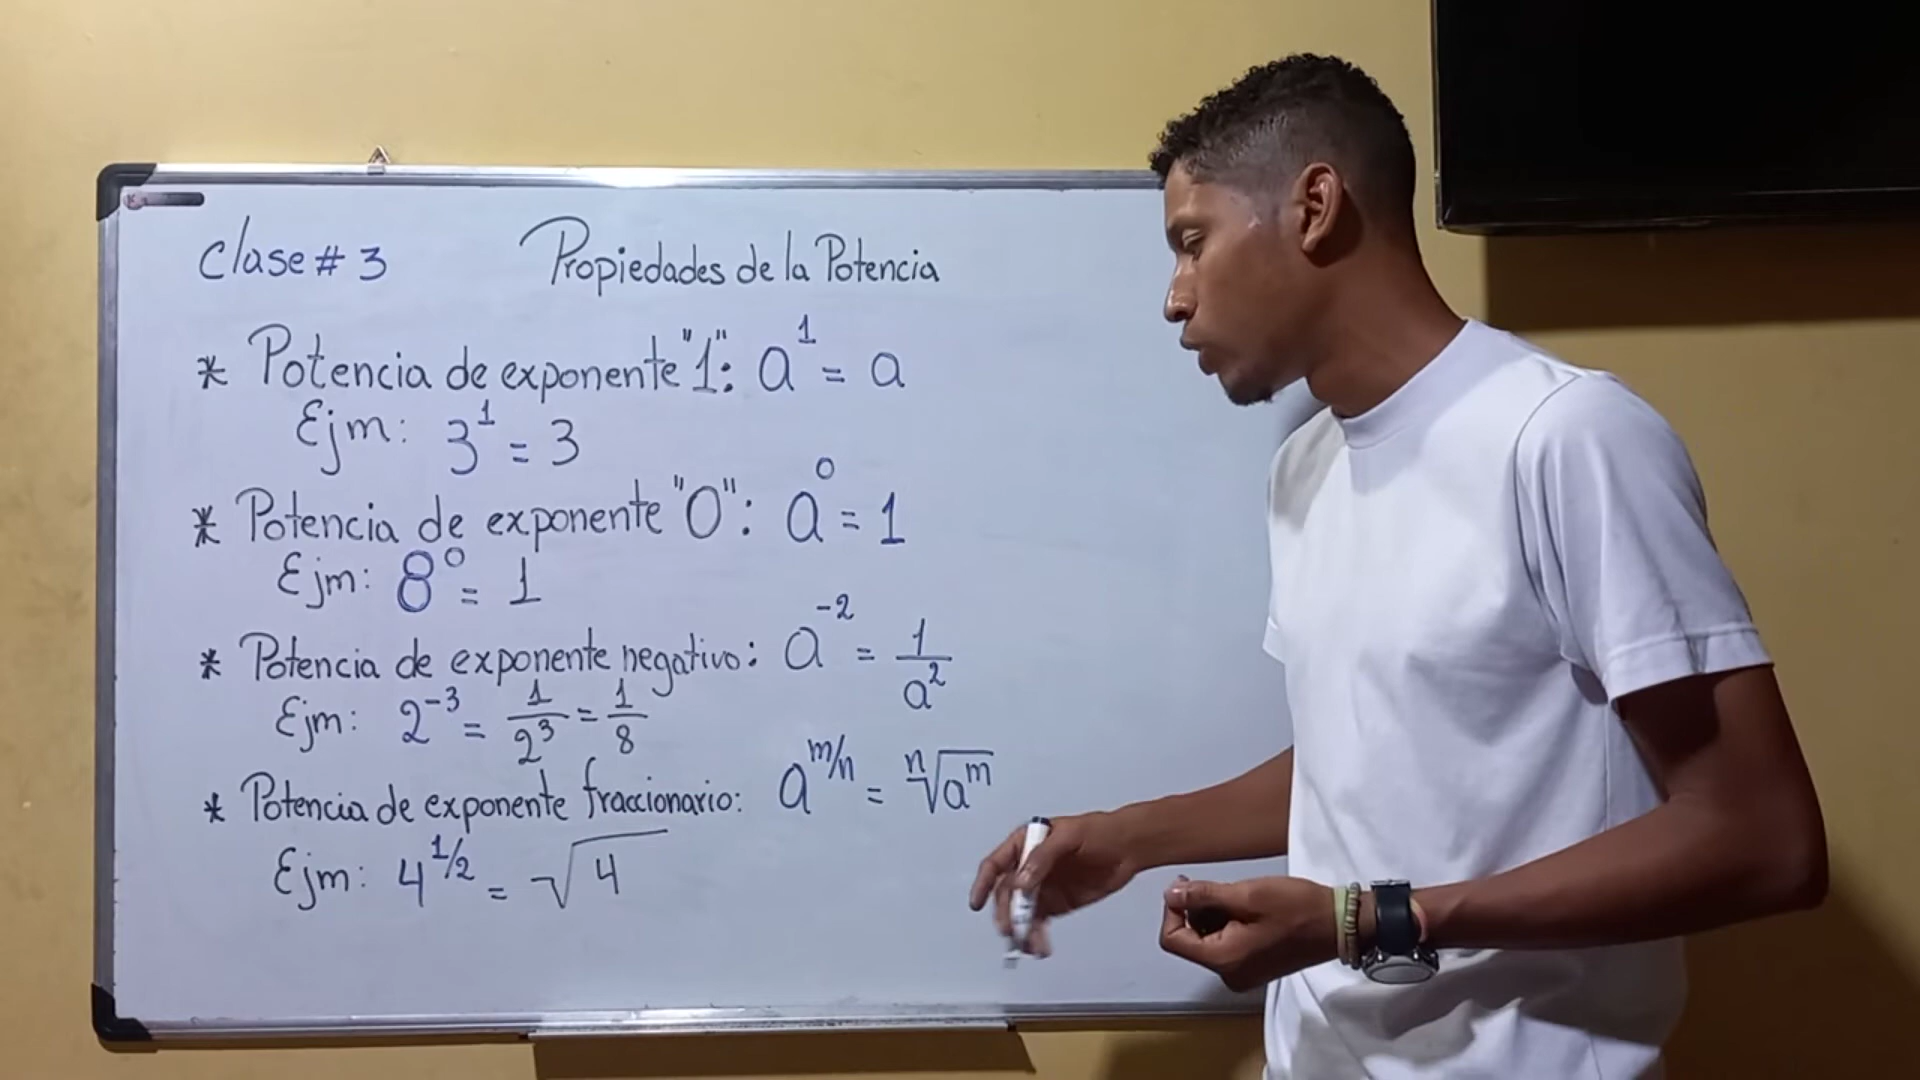 Clase # 3 Propiedades de la Potencia
* Potencia de exponente "1": a¹ = a
Ejm: 3¹ = 3
* Potencia de exponente "0": a⁰ = 1
Ejm: 8⁰ = 1
* Potencia de exponente negativo: a⁻² = 1/a²
Ejm: 2⁻³ = 1/2³ = 1/8
* Potencia de exponente fraccionario: a^(m/n) = ⁿ√(a^m)
Ejm: 4^(1/2) = √4